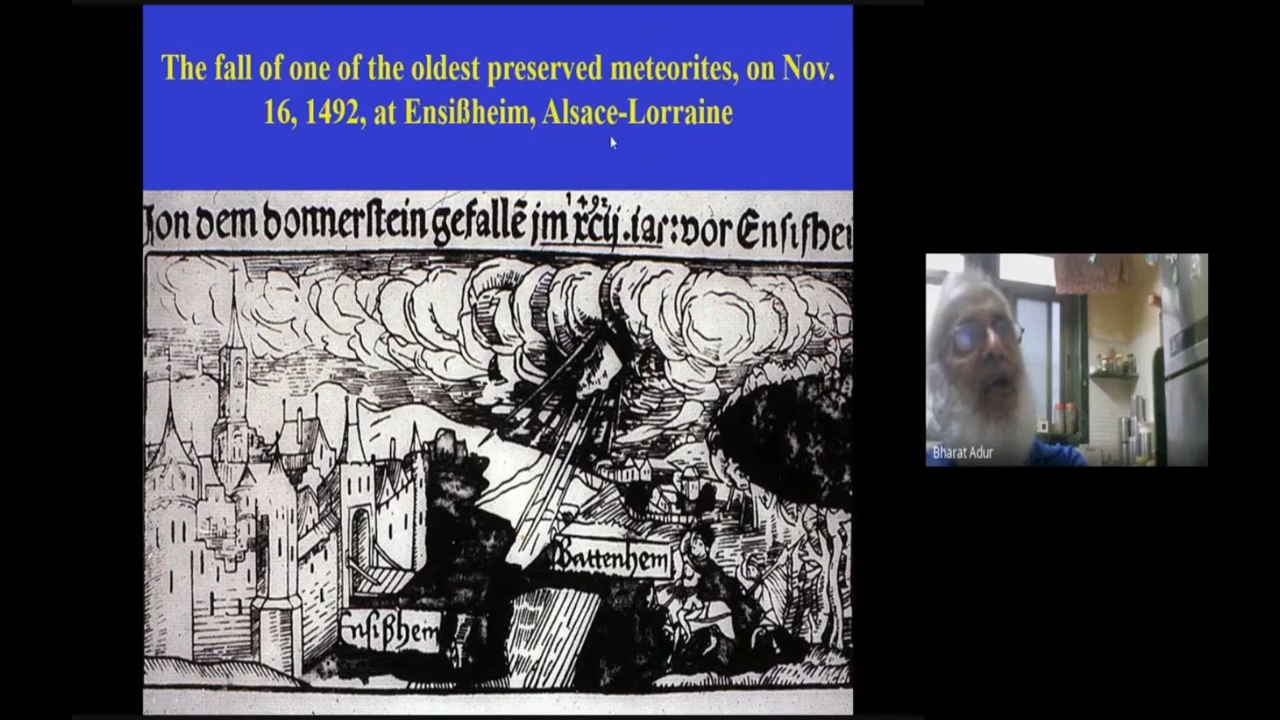 The fall of one of the oldest preserved meteorites, on Nov.
16, 1492, at Ensißheim, Alsace-Lorraine
1492
on dem donnerstein gefallē jm xcij .iar: vor Ensishei
Battenhem
Ensißhem
Bharat Adur